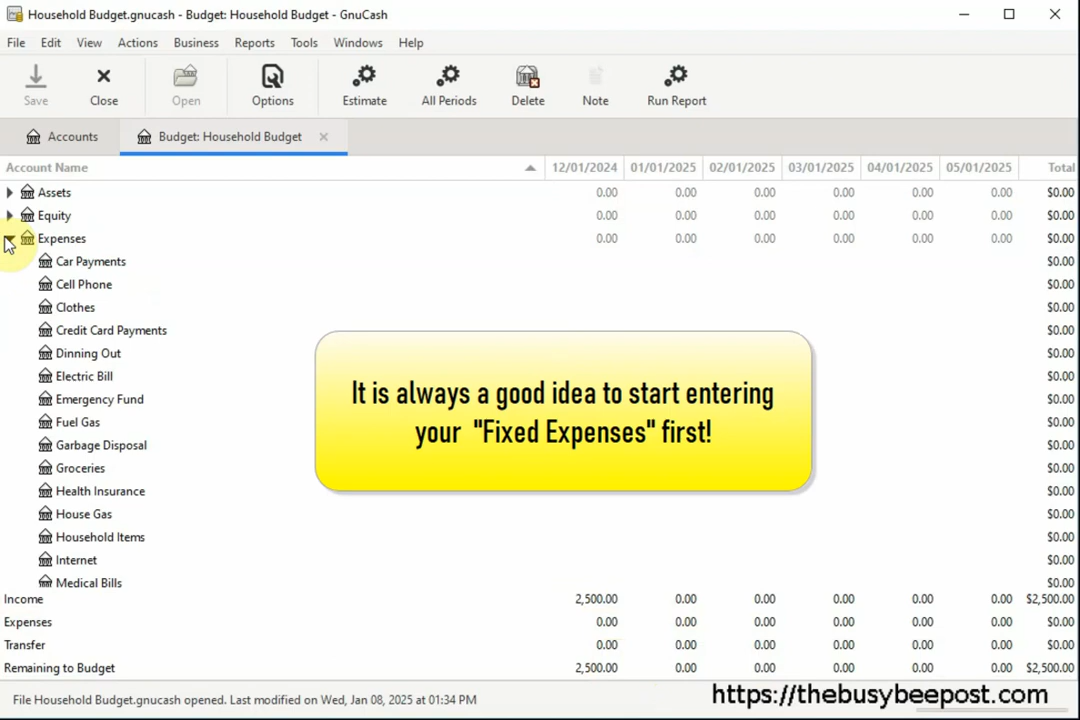 Household Budget.gnucash - Budget: Household Budget - GnuCash
File Edit View Actions Business Reports Tools Windows Help
Save Close Open Options Estimate All Periods Delete Note Run Report
Accounts Budget: Household Budget
Account Name 12/01/2024 01/01/2025 02/01/2025 03/01/2025 04/01/2025 05/01/2025 Total
Assets 0.00 0.00 0.00 0.00 0.00 0.00 $0.00
Equity 0.00 0.00 0.00 0.00 0.00 0.00 $0.00
Expenses 0.00 0.00 0.00 0.00 0.00 0.00 $0.00
Car Payments $0.00
Cell Phone $0.00
Clothes $0.00
Credit Card Payments $0.00
Dinning Out $0.00
Electric Bill $0.00
Emergency Fund $0.00
Fuel Gas $0.00
Garbage Disposal $0.00
Groceries $0.00
Health Insurance $0.00
House Gas $0.00
Household Items $0.00
Internet $0.00
Medical Bills $0.00
It is always a good idea to start entering
your "Fixed Expenses" first!
Income 2,500.00 0.00 0.00 0.00 0.00 0.00 $2,500.00
Expenses 0.00 0.00 0.00 0.00 0.00 0.00 $0.00
Transfer 0.00 0.00 0.00 0.00 0.00 0.00 $0.00
Remaining to Budget 2,500.00 0.00 0.00 0.00 0.00 0.00 $2,500.00
File Household Budget.gnucash opened. Last modified on Wed, Jan 08, 2025 at 01:34 PM
https://thebusybeepost.com